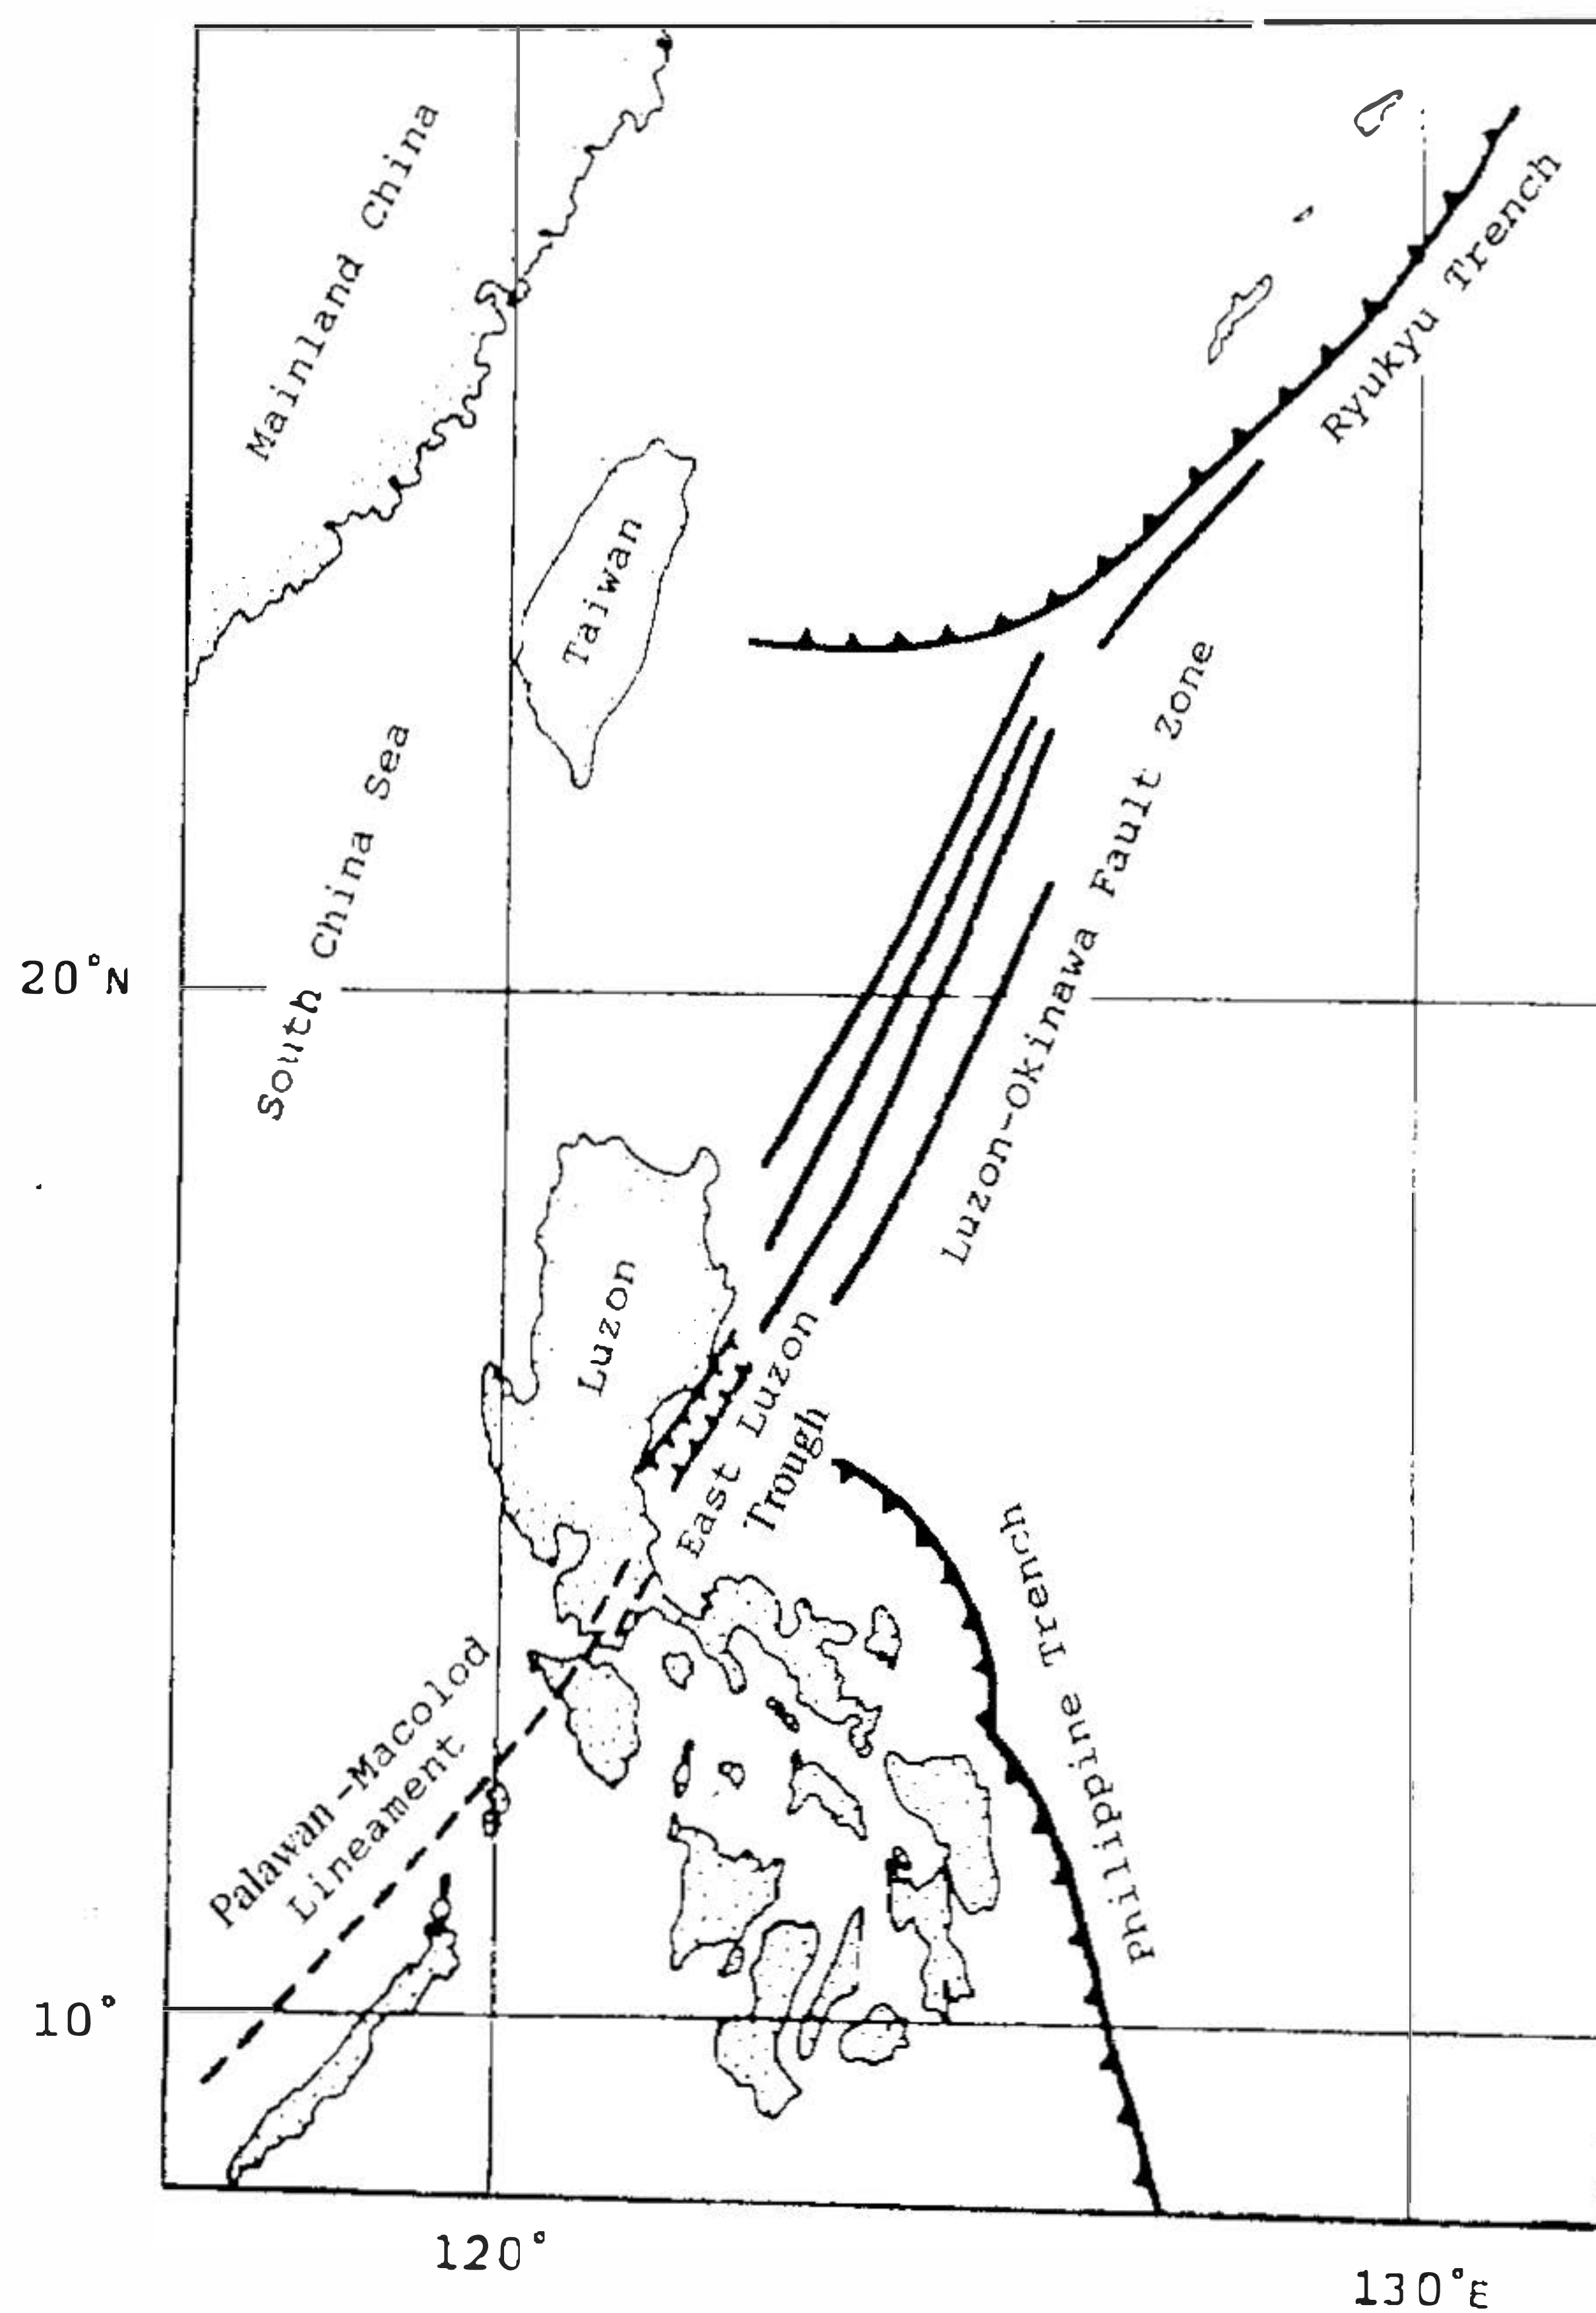 Mainland China
Ryukyu Trench
Taiwan
South China Sea
Luzon-Okinawa Fault Zone
20°N
Luzon
East Luzon
Trough
Philippine Trench
Palawan-Macolod
Lineament
10°
120°
130°E